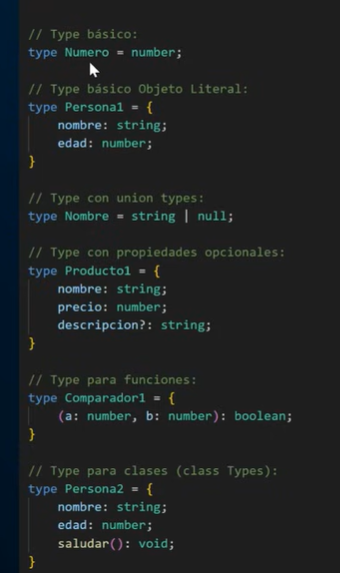 // Type básico:
type Numero = number;
// Type básico Objeto Literal:
type Persona1 = {
    nombre: string;
    edad: number;
}
// Type con union types:
type Nombre = string | null;
// Type con propiedades opcionales:
type Producto1 = {
    nombre: string;
    precio: number;
    descripcion?: string;
}
// Type para funciones:
type Comparador1 = {
    (a: number, b: number): boolean;
}
// Type para clases (class Types):
type Persona2 = {
    nombre: string;
    edad: number;
    saludar(): void;
}